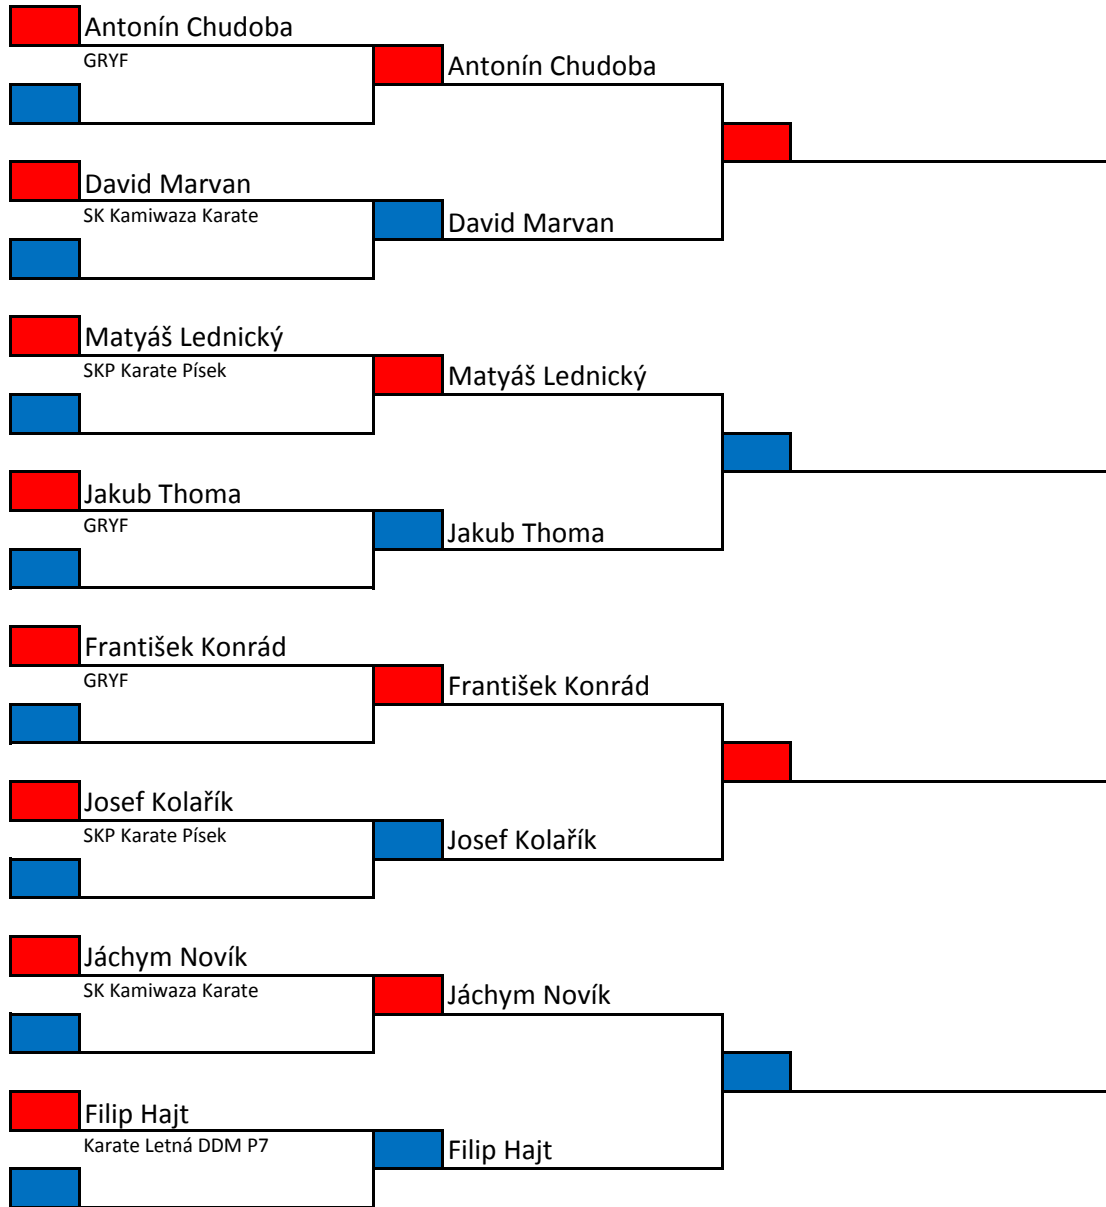 Antonín Chudoba
GRYF
Antonín Chudoba
David Marvan
SK Kamiwaza Karate
David Marvan
Matyáš Lednický
SKP Karate Písek
Matyáš Lednický
Jakub Thoma
GRYF
Jakub Thoma
František Konrád
GRYF
František Konrád
Josef Kolařík
SKP Karate Písek
Josef Kolařík
Jáchym Novík
SK Kamiwaza Karate
Jáchym Novík
Filip Hajt
Karate Letná DDM P7
Filip Hajt